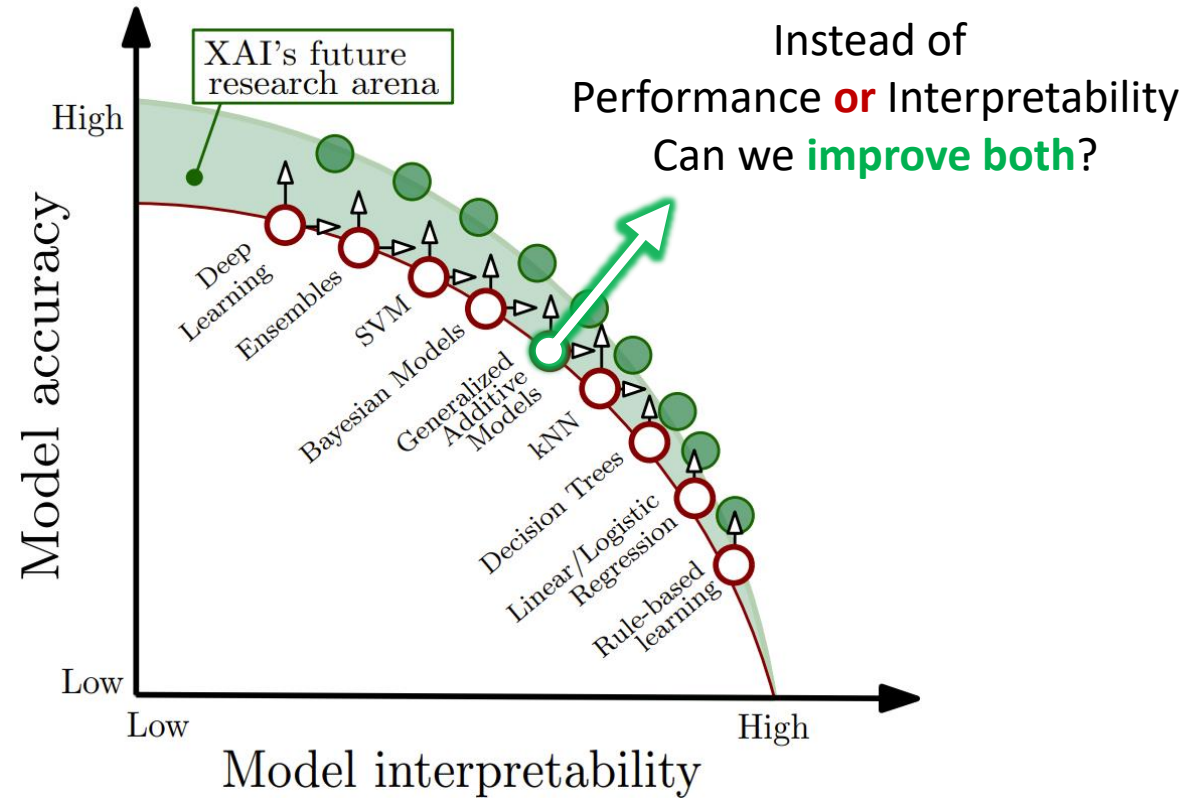 XAI's future
research arena
Instead of
Performance or Interpretability
Can we improve both?
High
Model accuracy
Deep
Learning
Ensembles
SVM
Bayesian Models
Generalized
Additive
Models
kNN
Decision Trees
Linear/Logistic
Regression
Rule-based
learning
Low
Low
High
Model interpretability